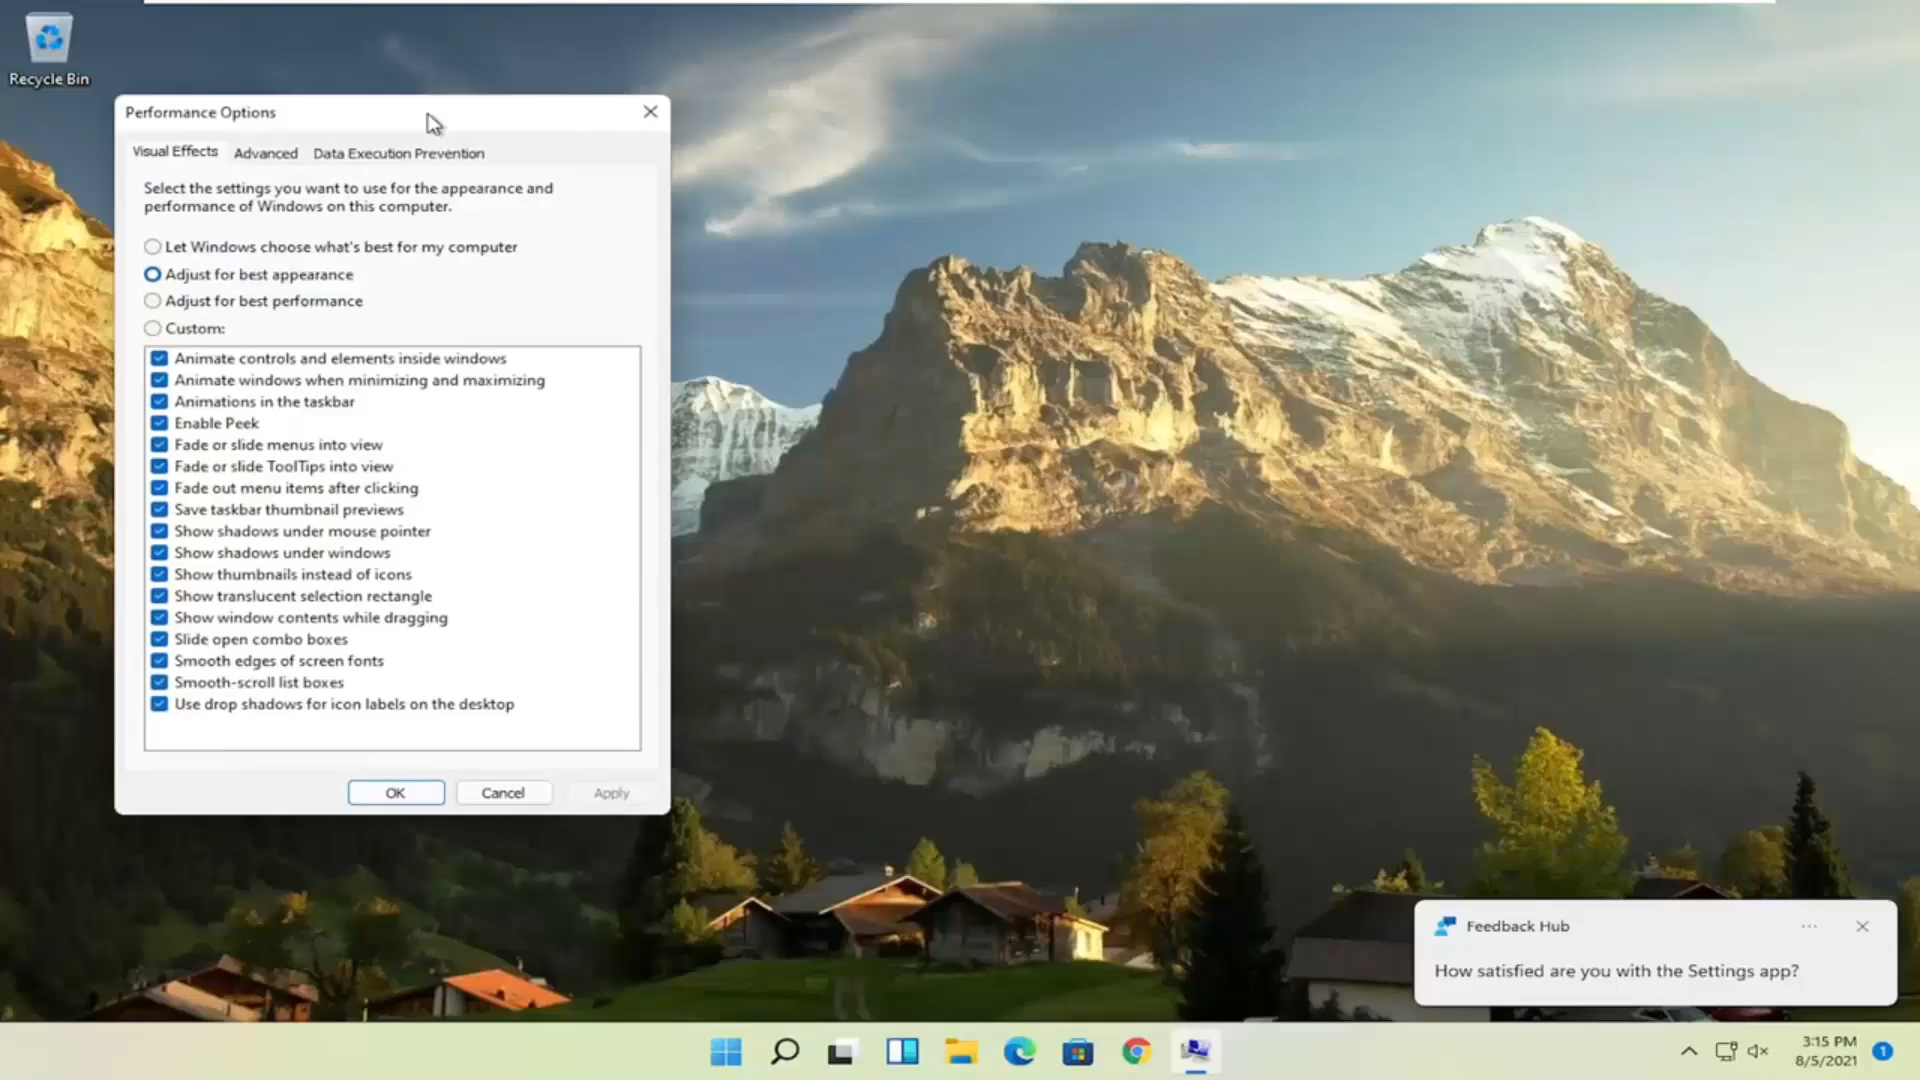 Recycle Bin
Performance Options
Visual Effects
Advanced
Data Execution Prevention
Select the settings you want to use for the appearance and
performance of Windows on this computer.
Let Windows choose what's best for my computer
Adjust for best appearance
Adjust for best performance
Custom:
Animate controls and elements inside windows
Animate windows when minimizing and maximizing
Animations in the taskbar
Enable Peek
Fade or slide menus into view
Fade or slide ToolTips into view
Fade out menu items after clicking
Save taskbar thumbnail previews
Show shadows under mouse pointer
Show shadows under windows
Show thumbnails instead of icons
Show translucent selection rectangle
Show window contents while dragging
Slide open combo boxes
Smooth edges of screen fonts
Smooth-scroll list boxes
Use drop shadows for icon labels on the desktop
OK
Cancel
Apply
Feedback Hub
How satisfied are you with the Settings app?
3:15 PM
8/5/2021
1